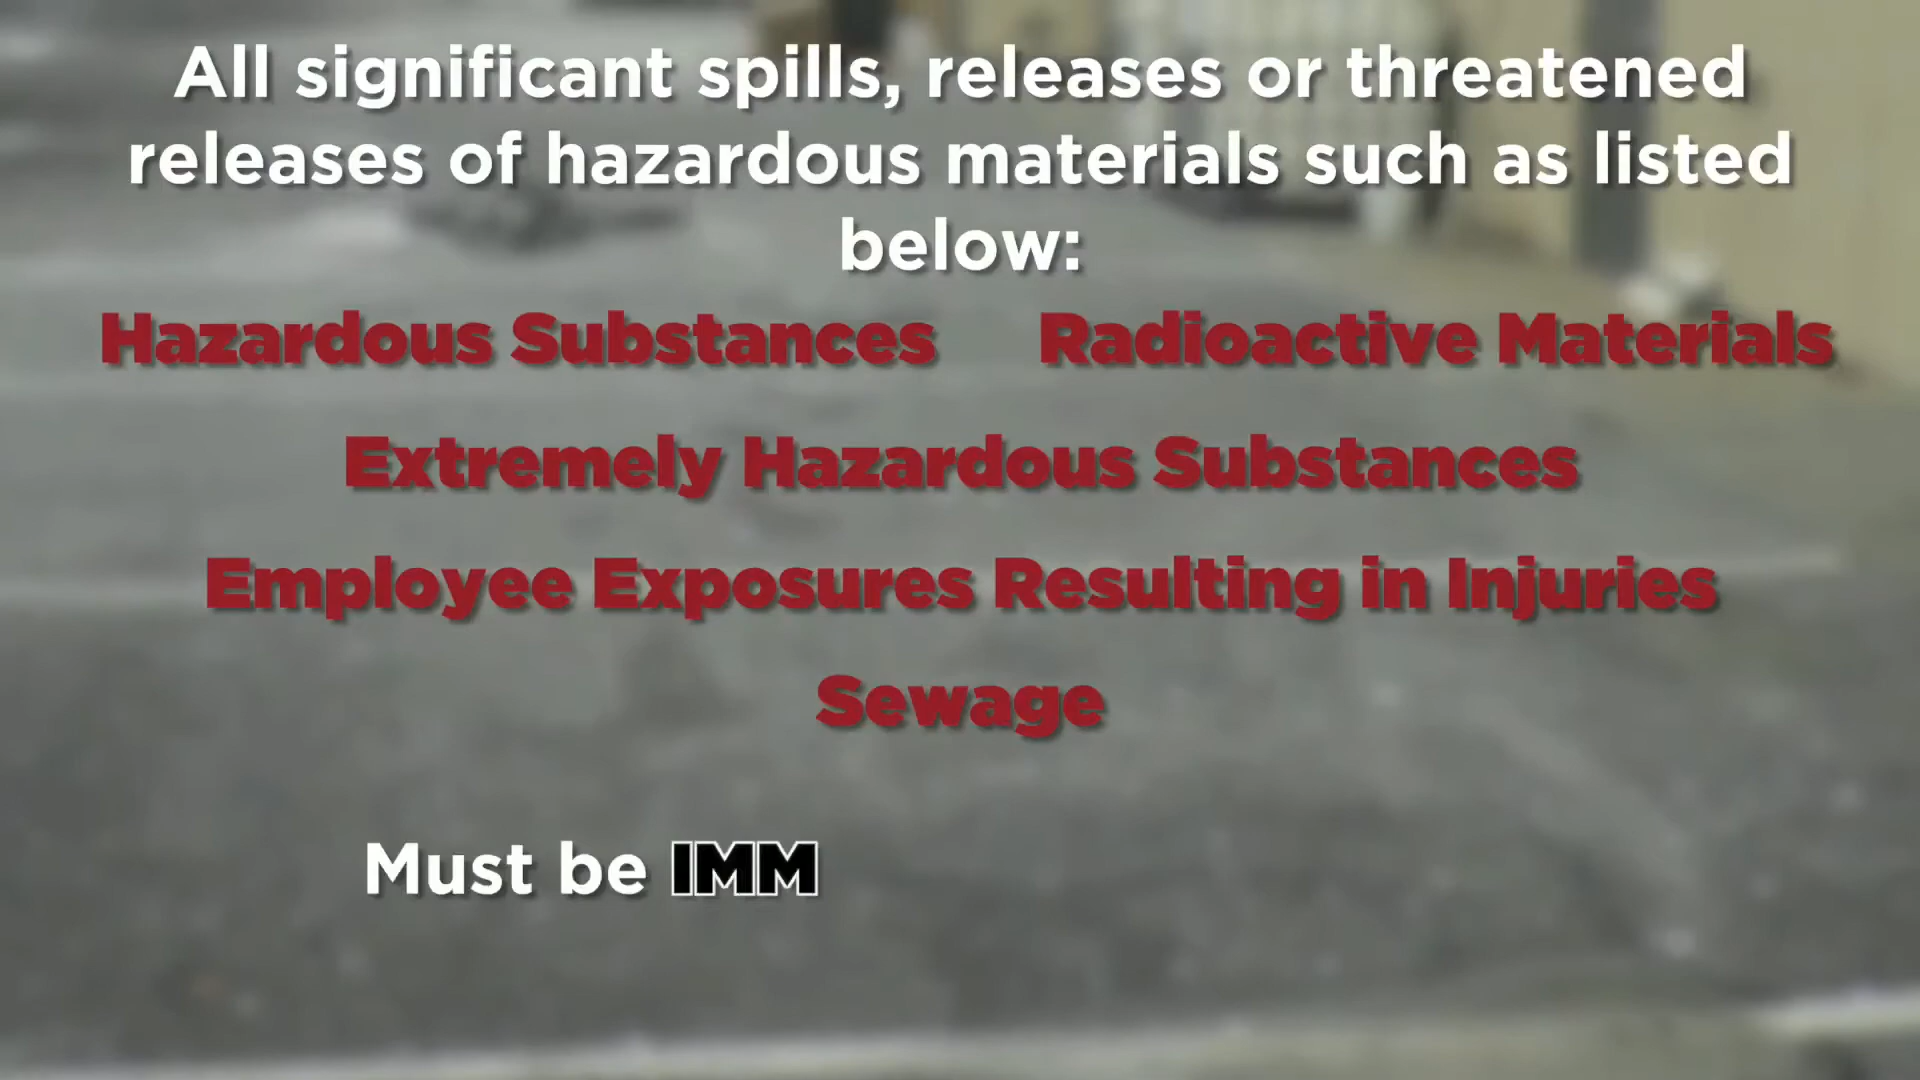 All significant spills, releases or threatened
releases of hazardous materials such as listed
below:
Hazardous Substances Radioactive Materials
Extremely Hazardous Substances
Employee Exposures Resulting in Injuries
Sewage
Must be IMM